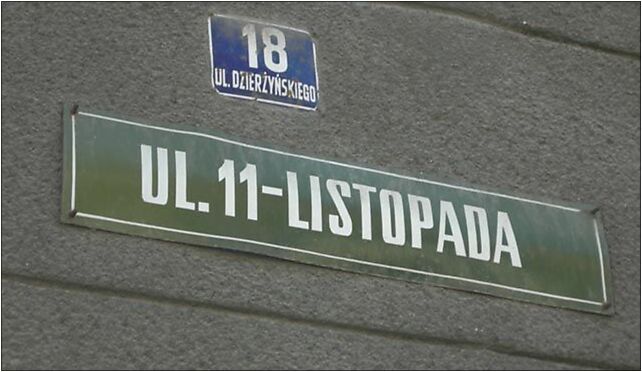 18
UL. DZIERŻYŃSKIEGO
UL. 11-LISTOPADA